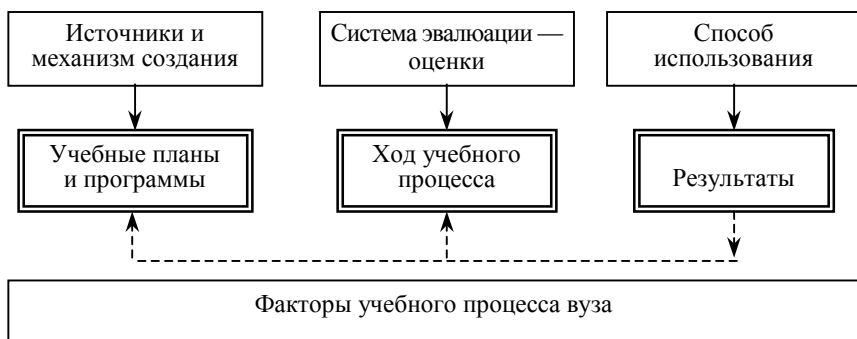 Источники и
механизм создания
Система эвалюации —
оценки
Способ
использования
Учебные планы
и программы
Ход учебного
процесса
Результаты
Факторы учебного процесса вуза